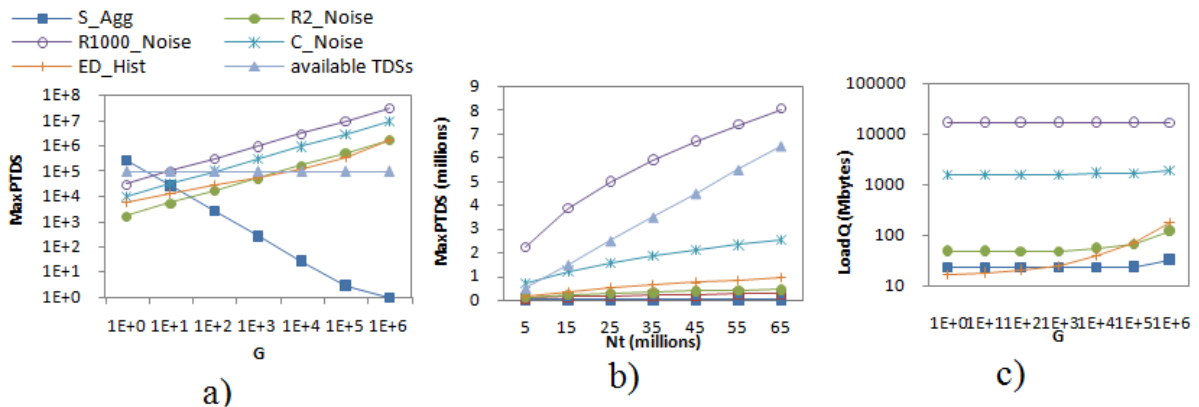 S_Agg
R2_Noise
R1000_Noise
C_Noise
ED_Hist
available TDSs
MaxPTDS
1E+8
1E+7
1E+6
1E+5
1E+4
1E+3
1E+2
1E+1
1E+0
1E+0 1E+1 1E+2 1E+3 1E+4 1E+5 1E+6
G
a)
MaxPTDS (millions)
9
8
7
6
5
4
3
2
1
0
5 15 25 35 45 55 65
Nt (millions)
b)
LoadQ (Mbytes)
100000
10000
1000
100
10
1E+01E+11E+21E+31E+41E+51E+6
G
c)